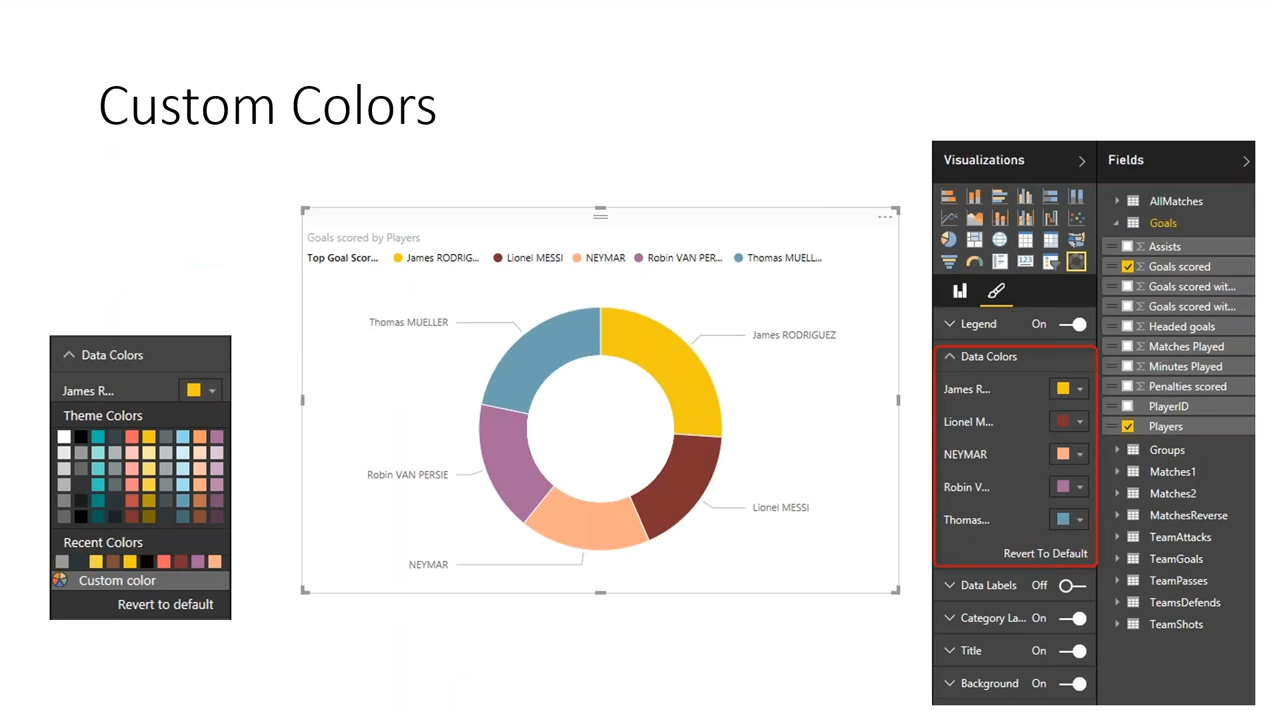 Custom Colors
Data Colors
James R...
Theme Colors
Recent Colors
Custom color
Revert to default
Goals scored by Players
Top Goal Scor... James RODRIG... Lionel MESSI NEYMAR Robin VAN PER... Thomas MUELL...
Thomas MUELLER
James RODRIGUEZ
Robin VAN PERSIE
Lionel MESSI
NEYMAR
Visualizations
123
Legend On
Data Colors
James R...
Lionel M...
NEYMAR
Robin V...
Thomas...
Revert To Default
Data Labels Off
Category La... On
Title On
Background On
Fields
AllMatches
Goals
Σ Assists
Σ Goals scored
Σ Goals scored wit...
Σ Goals scored wit...
Σ Headed goals
Σ Matches Played
Σ Minutes Played
Σ Penalties scored
PlayerID
Players
Groups
Matches1
Matches2
MatchesReverse
TeamAttacks
TeamGoals
TeamPasses
TeamsDefends
TeamShots